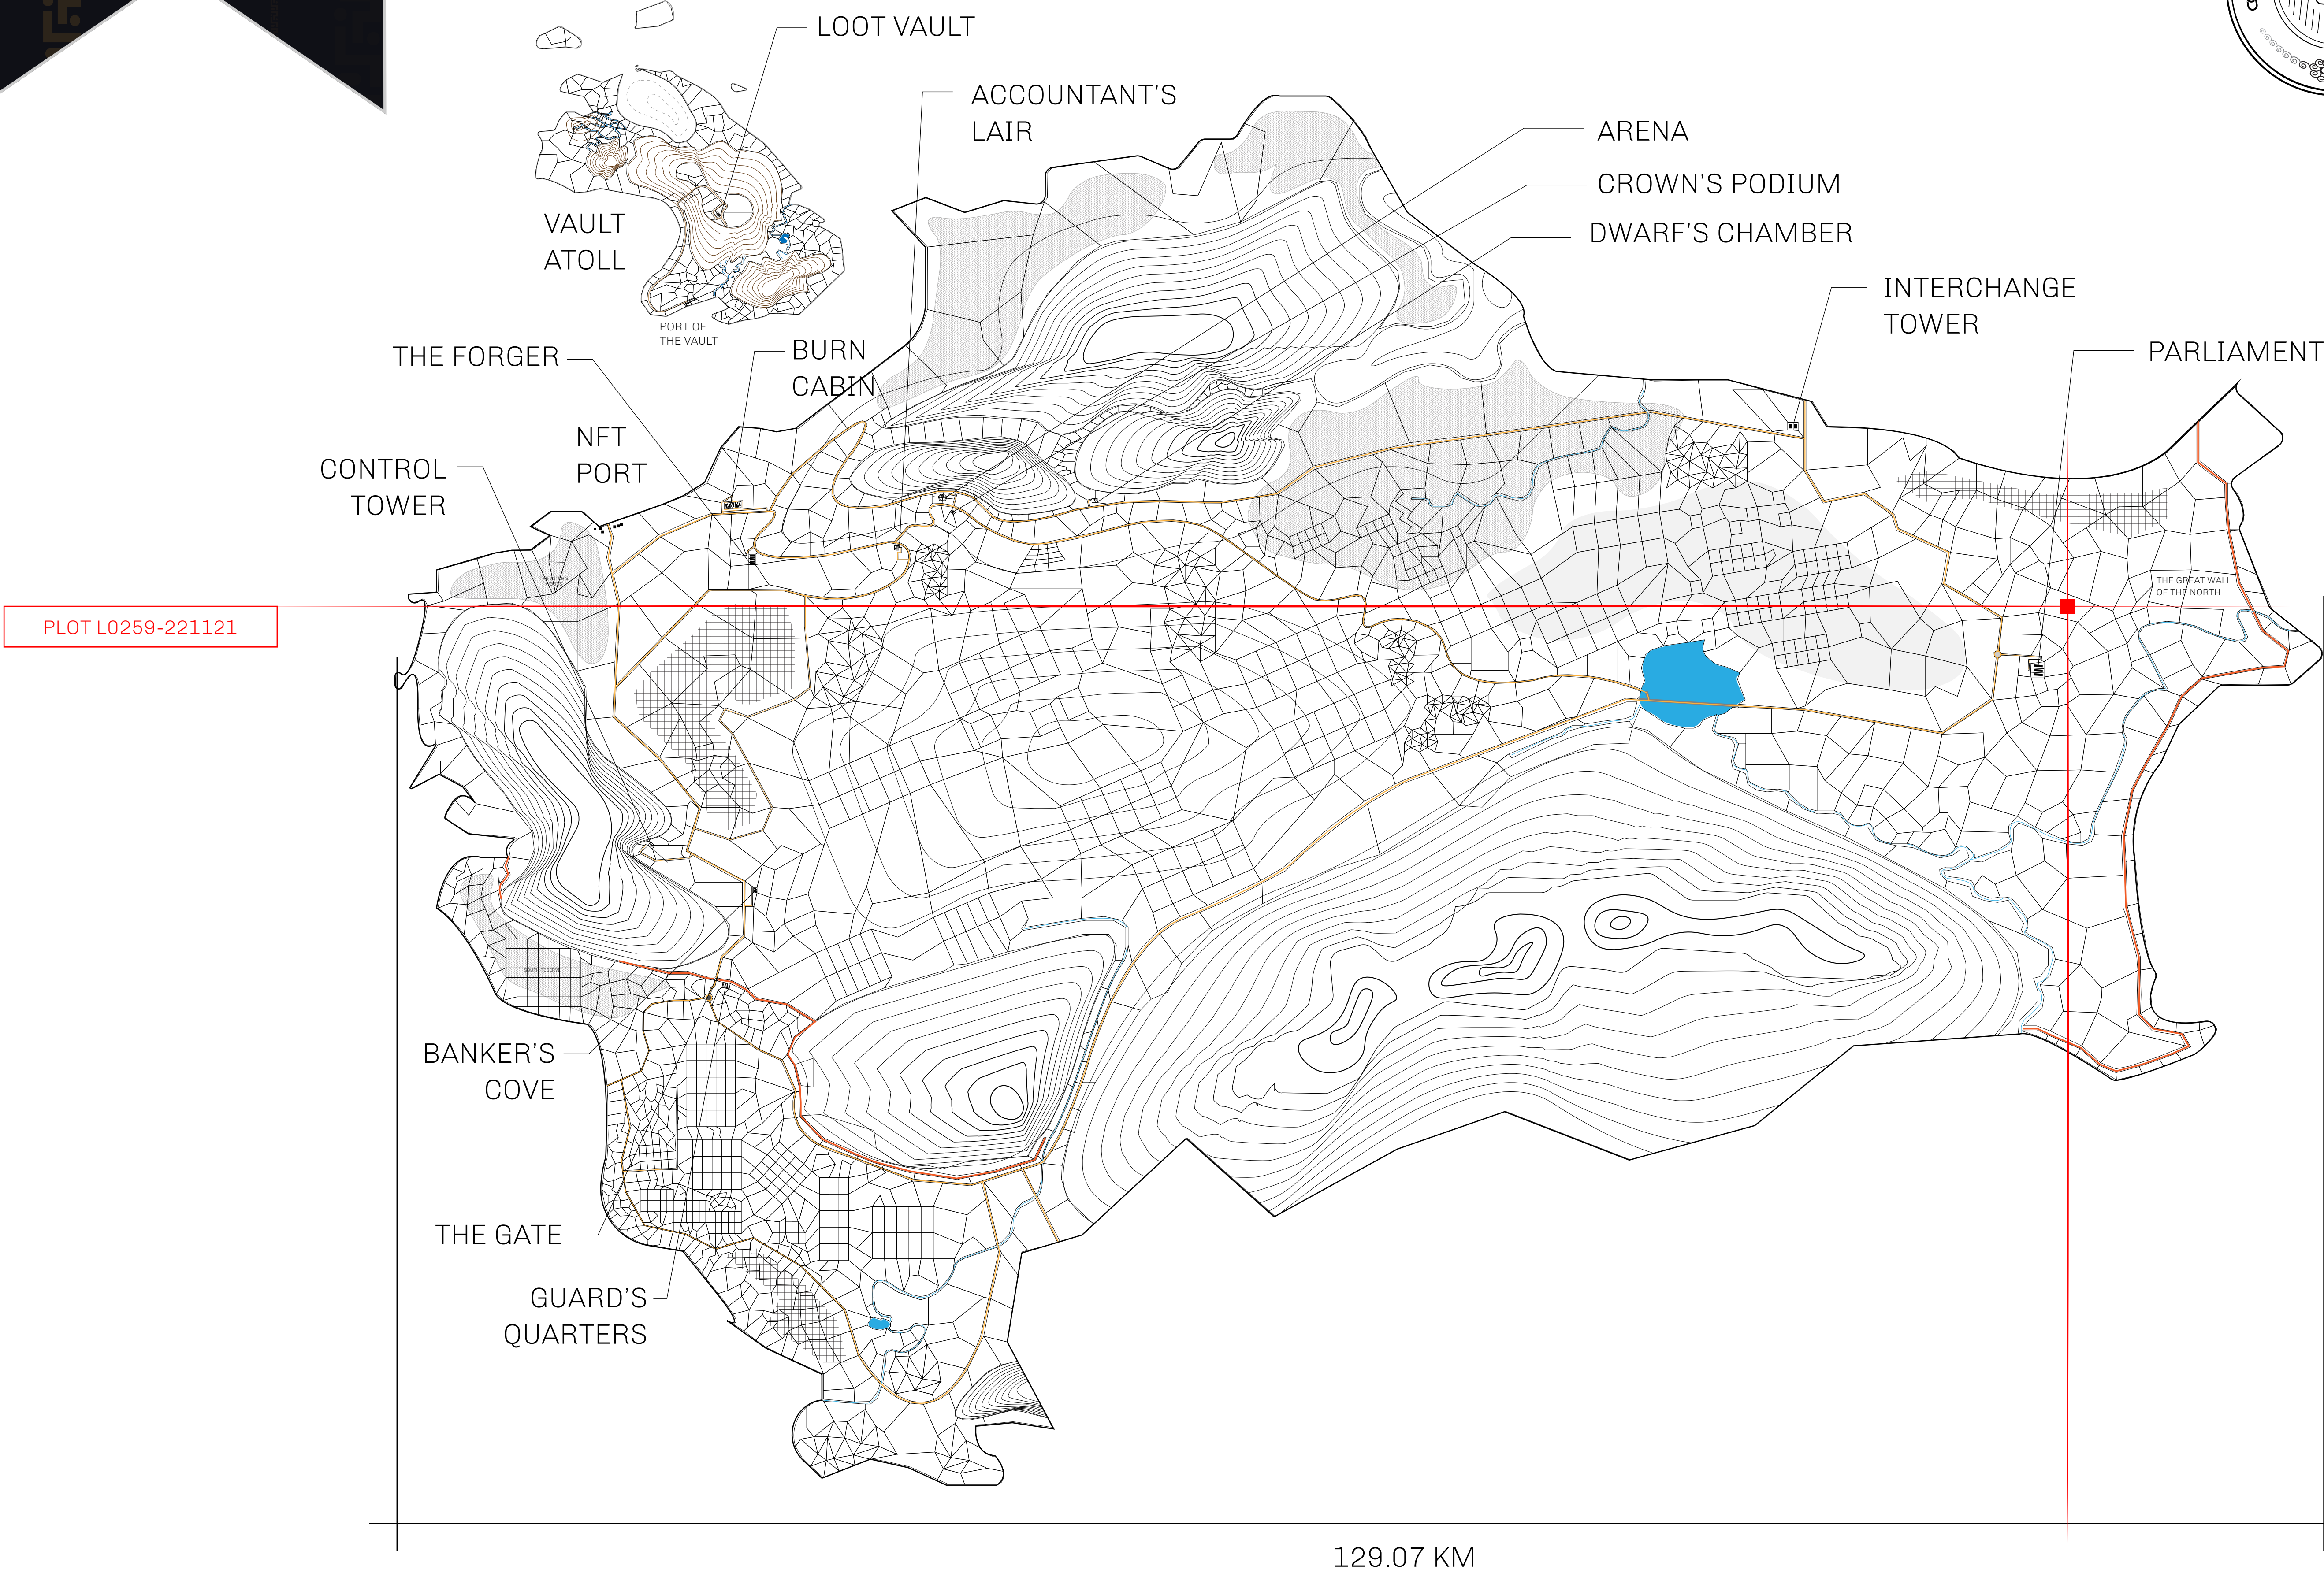 LOOT VAULT
ACCOUNTANT'S
LAIR
ARENA
CROWN'S PODIUM
DWARF'S CHAMBER
VAULT
ATOLL
INTERCHANGE
TOWER
PORT OF
THE VAULT
PARLIAMENT
THE FORGER
BURN
CABIN
NFT
PORT
CONTROL
TOWER
THE GREAT WALL
OF THE NORTH
PLOT L0259-221121
BANKER'S
COVE
THE GATE
GUARD'S
QUARTERS
129.07 KM